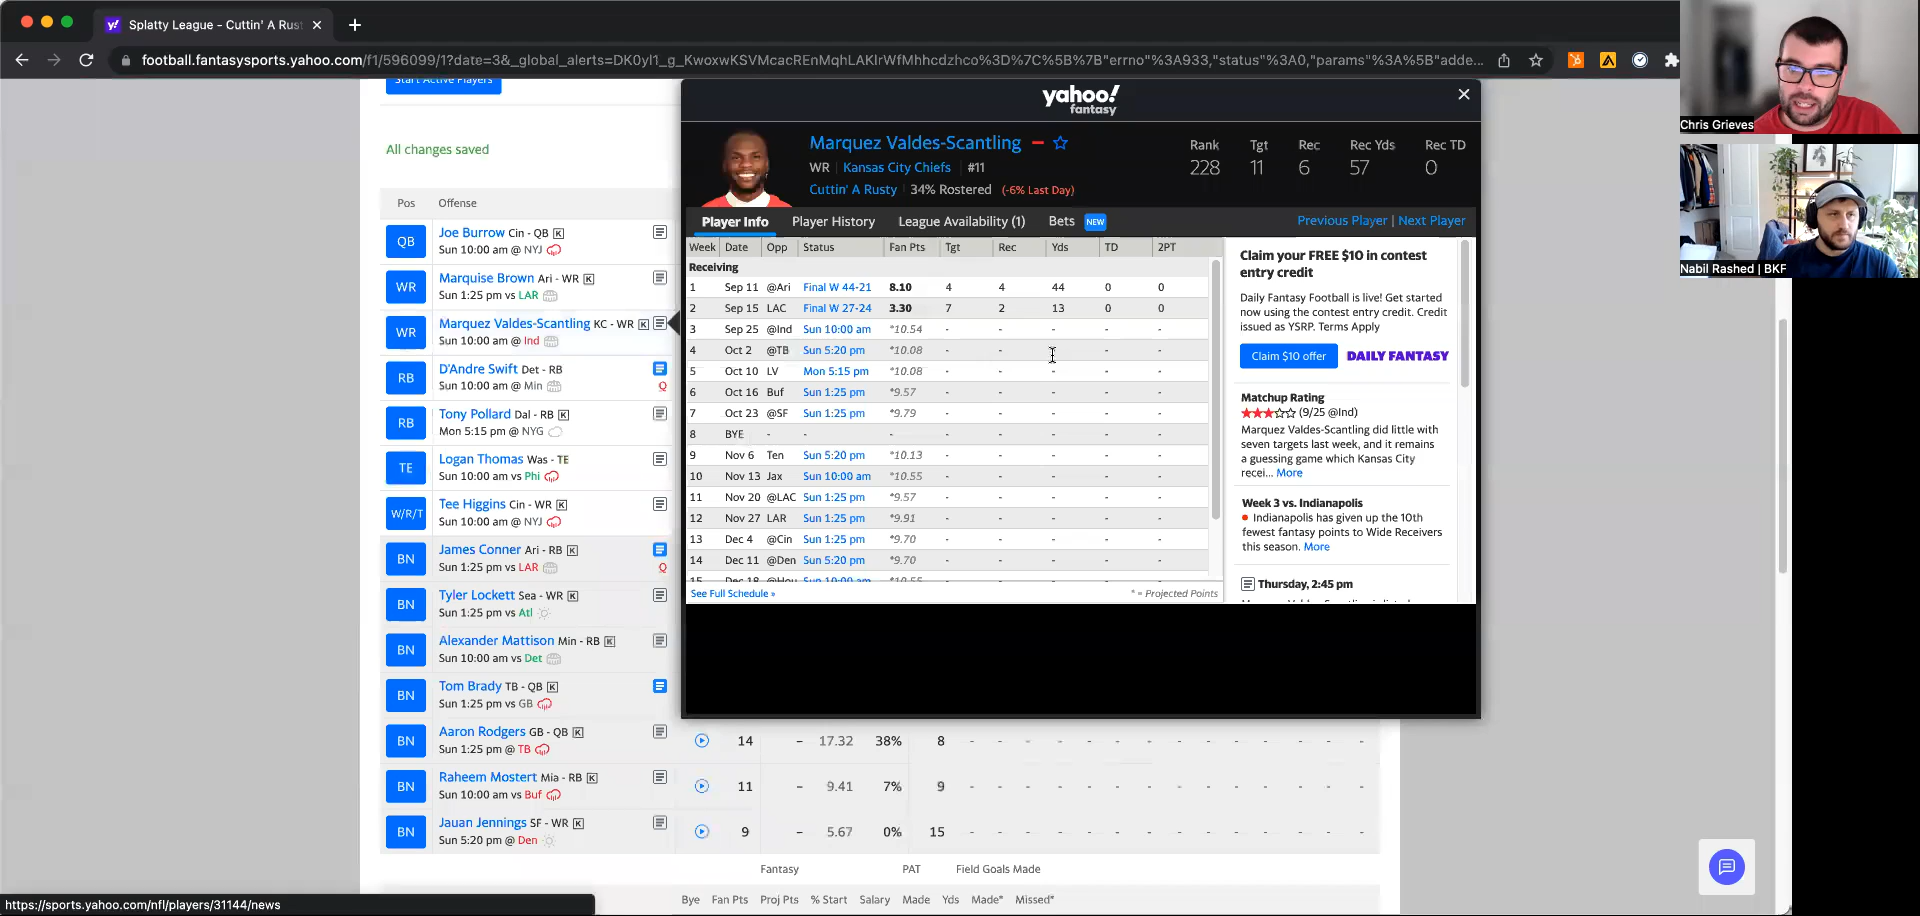 Splatty League - Cuttin' A Rust
football.fantasysports.yahoo.com/f1/596099/1?date=3&_global_alerts=DK0yl1_g_KwoxwKSVMcacREnMqhLAKlrWfMhhcdzhco%3D%7C%5B%7B"errno"%3A933,"status"%3A0,"params"%3A%5B"adde...
Chris Grieves
Nabil Rashed | BKF
Start Active Players
All changes saved
Pos Offense
QB Joe Burrow Cin - QB K
Sun 10:00 am @ NYJ
WR Marquise Brown Ari - WR K
Sun 1:25 pm vs LAR
WR Marquez Valdes-Scantling KC - WR K
Sun 10:00 am @ Ind
RB D'Andre Swift Det - RB
Sun 10:00 am @ Min Q
RB Tony Pollard Dal - RB K
Mon 5:15 pm @ NYG
TE Logan Thomas Was - TE
Sun 10:00 am vs Phi
W/R/T Tee Higgins Cin - WR K
Sun 10:00 am @ NYJ
BN James Conner Ari - RB K
Sun 1:25 pm vs LAR Q
BN Tyler Lockett Sea - WR K
Sun 1:25 pm vs Atl
BN Alexander Mattison Min - RB K
Sun 10:00 am vs Det
BN Tom Brady TB - QB K
Sun 1:25 pm vs GB
BN Aaron Rodgers GB - QB K
Sun 1:25 pm @ TB
14 - 17.32 38% 8 - - - - - - - - - - - -
BN Raheem Mostert Mia - RB K
Sun 10:00 am vs Buf
11 - 9.41 7% 9 - - - - - - - - - - - -
BN Jauan Jennings SF - WR K
Sun 5:20 pm @ Den
9 - 5.67 0% 15 - - - - - - - - - - - -
yahoo!
fantasy
Marquez Valdes-Scantling
WR | Kansas City Chiefs | #11
Cuttin' A Rusty | 34% Rostered (-6% Last Day)
Rank Tgt Rec Rec Yds Rec TD
228 11 6 57 0
Player Info Player History League Availability (1) Bets NEW
Previous Player | Next Player
Week Date Opp Status Fan Pts Tgt Rec Yds TD 2PT
Receiving
1 Sep 11 @Ari Final W 44-21 8.10 4 4 44 0 0
2 Sep 15 LAC Final W 27-24 3.30 7 2 13 0 0
3 Sep 25 @Ind Sun 10:00 am *10.54 - - - - -
4 Oct 2 @TB Sun 5:20 pm *10.08 - - - -
5 Oct 10 LV Mon 5:15 pm *10.08 - - - - -
6 Oct 16 Buf Sun 1:25 pm *9.57 - - - - -
7 Oct 23 @SF Sun 1:25 pm *9.79 - - - - -
8 BYE - - - - - - - -
9 Nov 6 Ten Sun 5:20 pm *10.13 - - - - -
10 Nov 13 Jax Sun 10:00 am *10.55 - - - - -
11 Nov 20 @LAC Sun 1:25 pm *9.57 - - - - -
12 Nov 27 LAR Sun 1:25 pm *9.91 - - - - -
13 Dec 4 @Cin Sun 1:25 pm *9.70 - - - - -
14 Dec 11 @Den Sun 5:20 pm *9.70 - - - - -
15 Dec 18 @Hou Sun 10:00 am *10.55 - - - - -
See Full Schedule »
* = Projected Points
Claim your FREE $10 in contest
entry credit
Daily Fantasy Football is live! Get started
now using the contest entry credit. Credit
issued as YSRP. Terms Apply
Claim $10 offer DAILY FANTASY
Matchup Rating
(9/25 @Ind)
Marquez Valdes-Scantling did little with
seven targets last week, and it remains
a guessing game which Kansas City
recei... More
Week 3 vs. Indianapolis
Indianapolis has given up the 10th
fewest fantasy points to Wide Receivers
this season. More
Thursday, 2:45 pm
Fantasy PAT Field Goals Made
Bye Fan Pts Proj Pts % Start Salary Made Yds Made* Missed*
https://sports.yahoo.com/nfl/players/31144/news